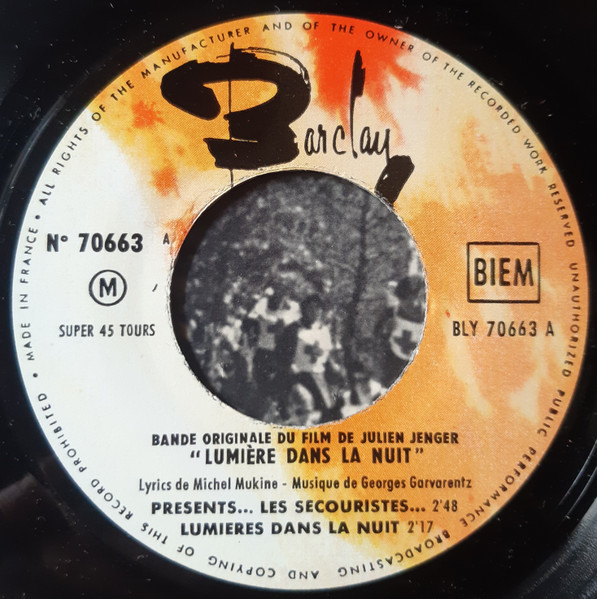 ALL RIGHTS OF THE MANUFACTURER AND OF THE OWNER OF THE RECORDED WORK RESERVED UNAUTHORIZED PUBLIC PERFORMANCE BROADCASTING AND COPYING OF THIS RECORD PROHIBITED • MADE IN FRANCE •
Barclay
N° 70663 A
M
SUPER 45 TOURS
BIEM
BLY 70663 A
BANDE ORIGINALE DU FILM DE JULIEN JENGER
"LUMIÈRE DANS LA NUIT"
Lyrics de Michel Mukine - Musique de Georges Garvarentz
PRESENTS... LES SECOURISTES... 2'48
LUMIERES DANS LA NUIT 2'17